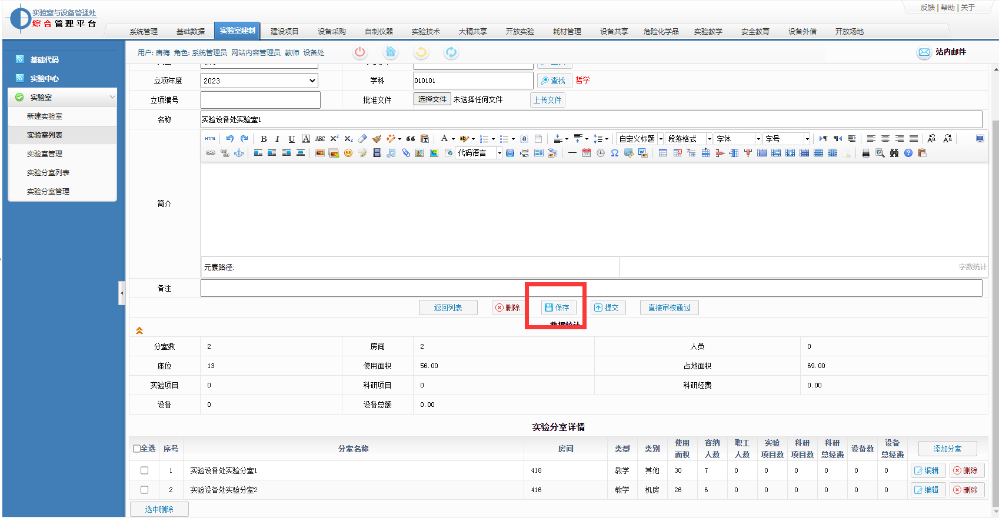 实验室与设备管理处
综合管理平台
反馈 | 帮助 | 关于
系统管理 基础数据 实验室建制 建设项目 设备采购 自制仪器 实验技术 大精共享 开放实验 耗材管理 设备共享 危险化学品 实验教学 安全教育 设备外借 开放场地
用户: 唐梅 角色: 系统管理员 网站内容管理员 教师 设备处
站内邮件
基础代码
实验中心
实验室
新建实验室
实验室列表
实验室管理
实验分室列表
实验分室管理
立项年度 2023 学科 010101 查找 哲学
立项编号 批准文件 选择文件 未选择任何文件 上传文件
名称 实验设备处实验室1
HTML B I U A ABC X² X₂ 自定义标题 段落格式 字体 字号
代码语言
简介
元素路径: 字数统计
备注
返回列表 删除 保存 提交 直接审核通过
数据统计
分室数 2 房间 2 人员 0
座位 13 使用面积 56.00 占地面积 69.00
实验项目 0 科研项目 0 科研经费 0.00
设备 0 设备总额 0.00
实验分室详情
全选 序号 分室名称 房间 类型 类别 使用面积 容纳人数 职工人数 实验项目数 科研项目数 科研总经费 设备数 设备总经费 添加分室
1 实验设备处实验分室1 418 教学 其他 30 7 0 0 0 0 0 0 编辑 删除
2 实验设备处实验分室2 416 教学 机房 26 6 0 0 0 0 0 0 编辑 删除
选中删除